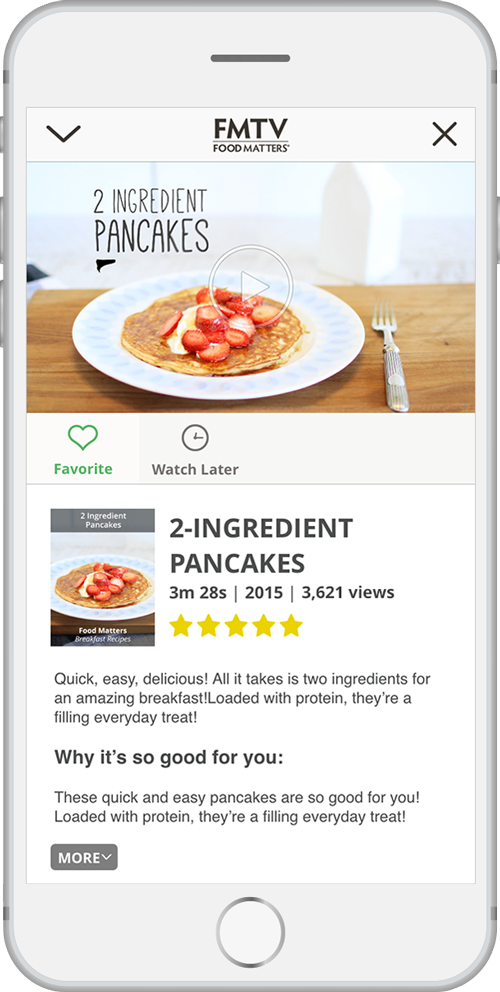 FMTV
FOOD MATTERS
2 INGREDIENT
PANCAKES
Favorite
Watch Later
2 Ingredient
Pancakes
Food Matters
Breakfast Recipes
2-INGREDIENT
PANCAKES
3m 28s | 2015 | 3,621 views
Quick, easy, delicious! All it takes is two ingredients for
an amazing breakfast!Loaded with protein, they’re a
filling everyday treat!
Why it’s so good for you:
These quick and easy pancakes are so good for you!
Loaded with protein, they’re a filling everyday treat!
MORE